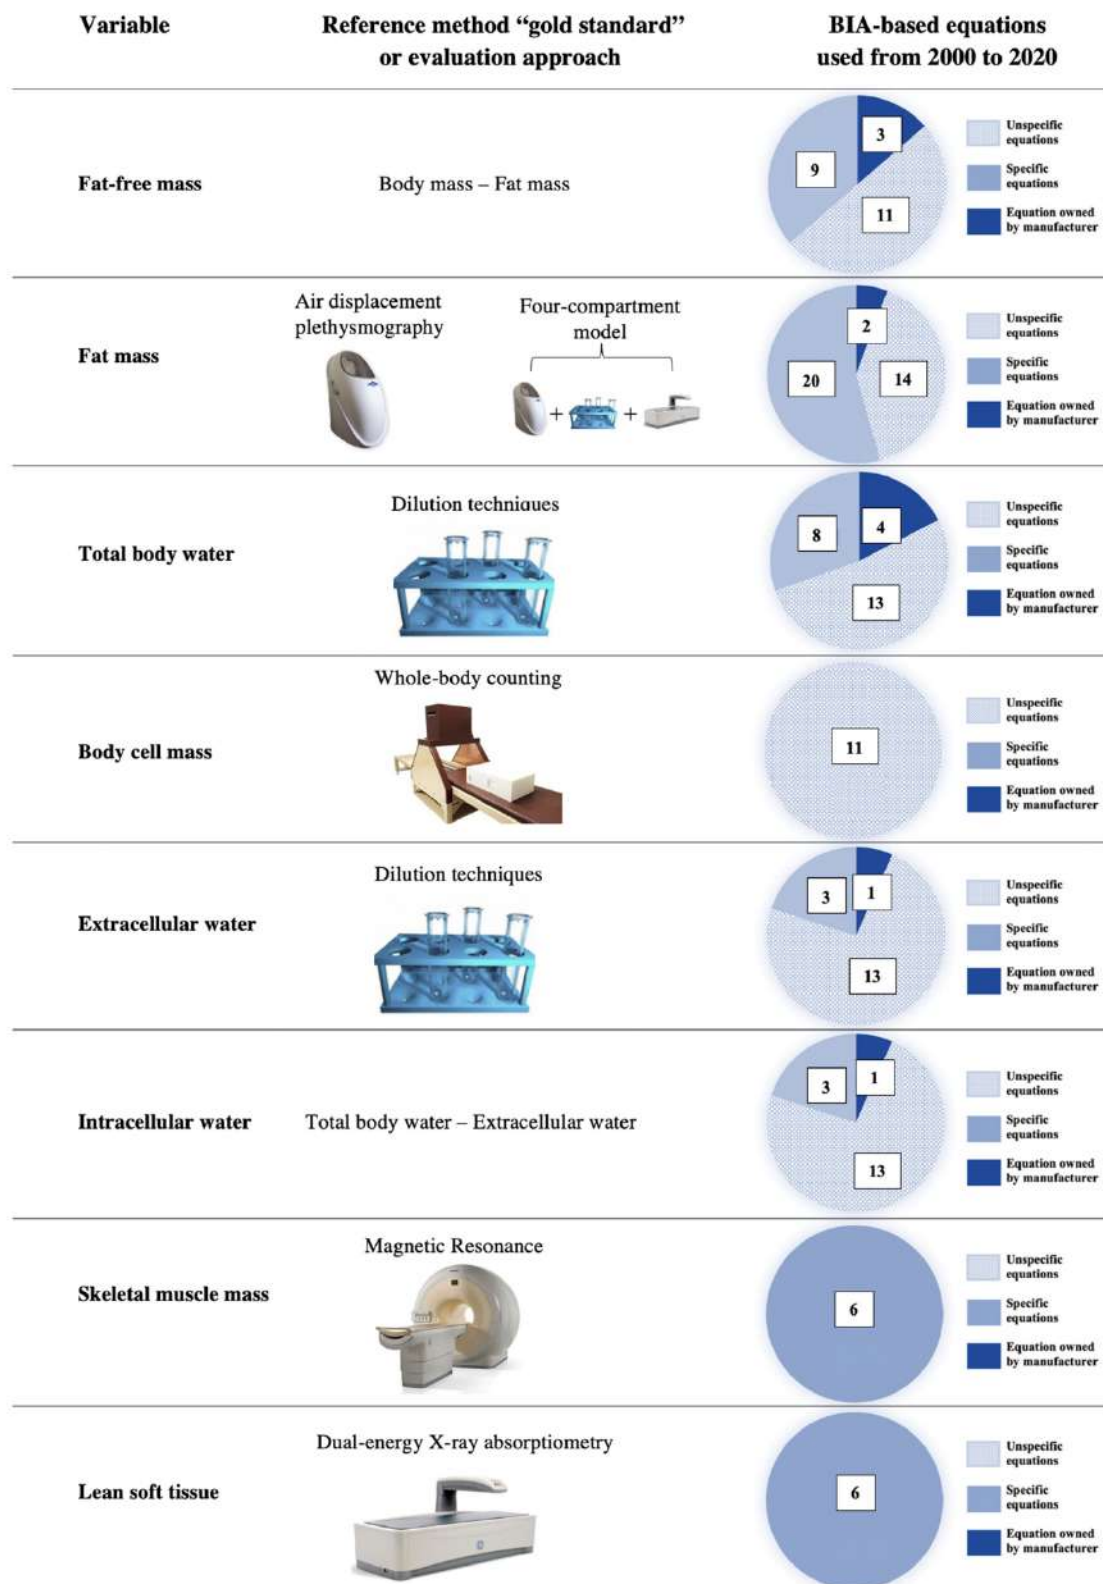 Variable
Reference method “gold standard”
or evaluation approach
BIA-based equations
used from 2000 to 2020
Fat-free mass
Body mass – Fat mass
3
9
11
Unspecific
equations
Specific
equations
Equation owned
by manufacturer
Fat mass
Air displacement
plethysmography
Four-compartment
model
+
+
2
20
14
Unspecific
equations
Specific
equations
Equation owned
by manufacturer
Total body water
Dilution techniques
8
4
13
Unspecific
equations
Specific
equations
Equation owned
by manufacturer
Body cell mass
Whole-body counting
11
Unspecific
equations
Specific
equations
Equation owned
by manufacturer
Extracellular water
Dilution techniques
3
1
13
Unspecific
equations
Specific
equations
Equation owned
by manufacturer
Intracellular water
Total body water – Extracellular water
3
1
13
Unspecific
equations
Specific
equations
Equation owned
by manufacturer
Skeletal muscle mass
Magnetic Resonance
6
Unspecific
equations
Specific
equations
Equation owned
by manufacturer
Lean soft tissue
Dual-energy X-ray absorptiometry
6
Unspecific
equations
Specific
equations
Equation owned
by manufacturer